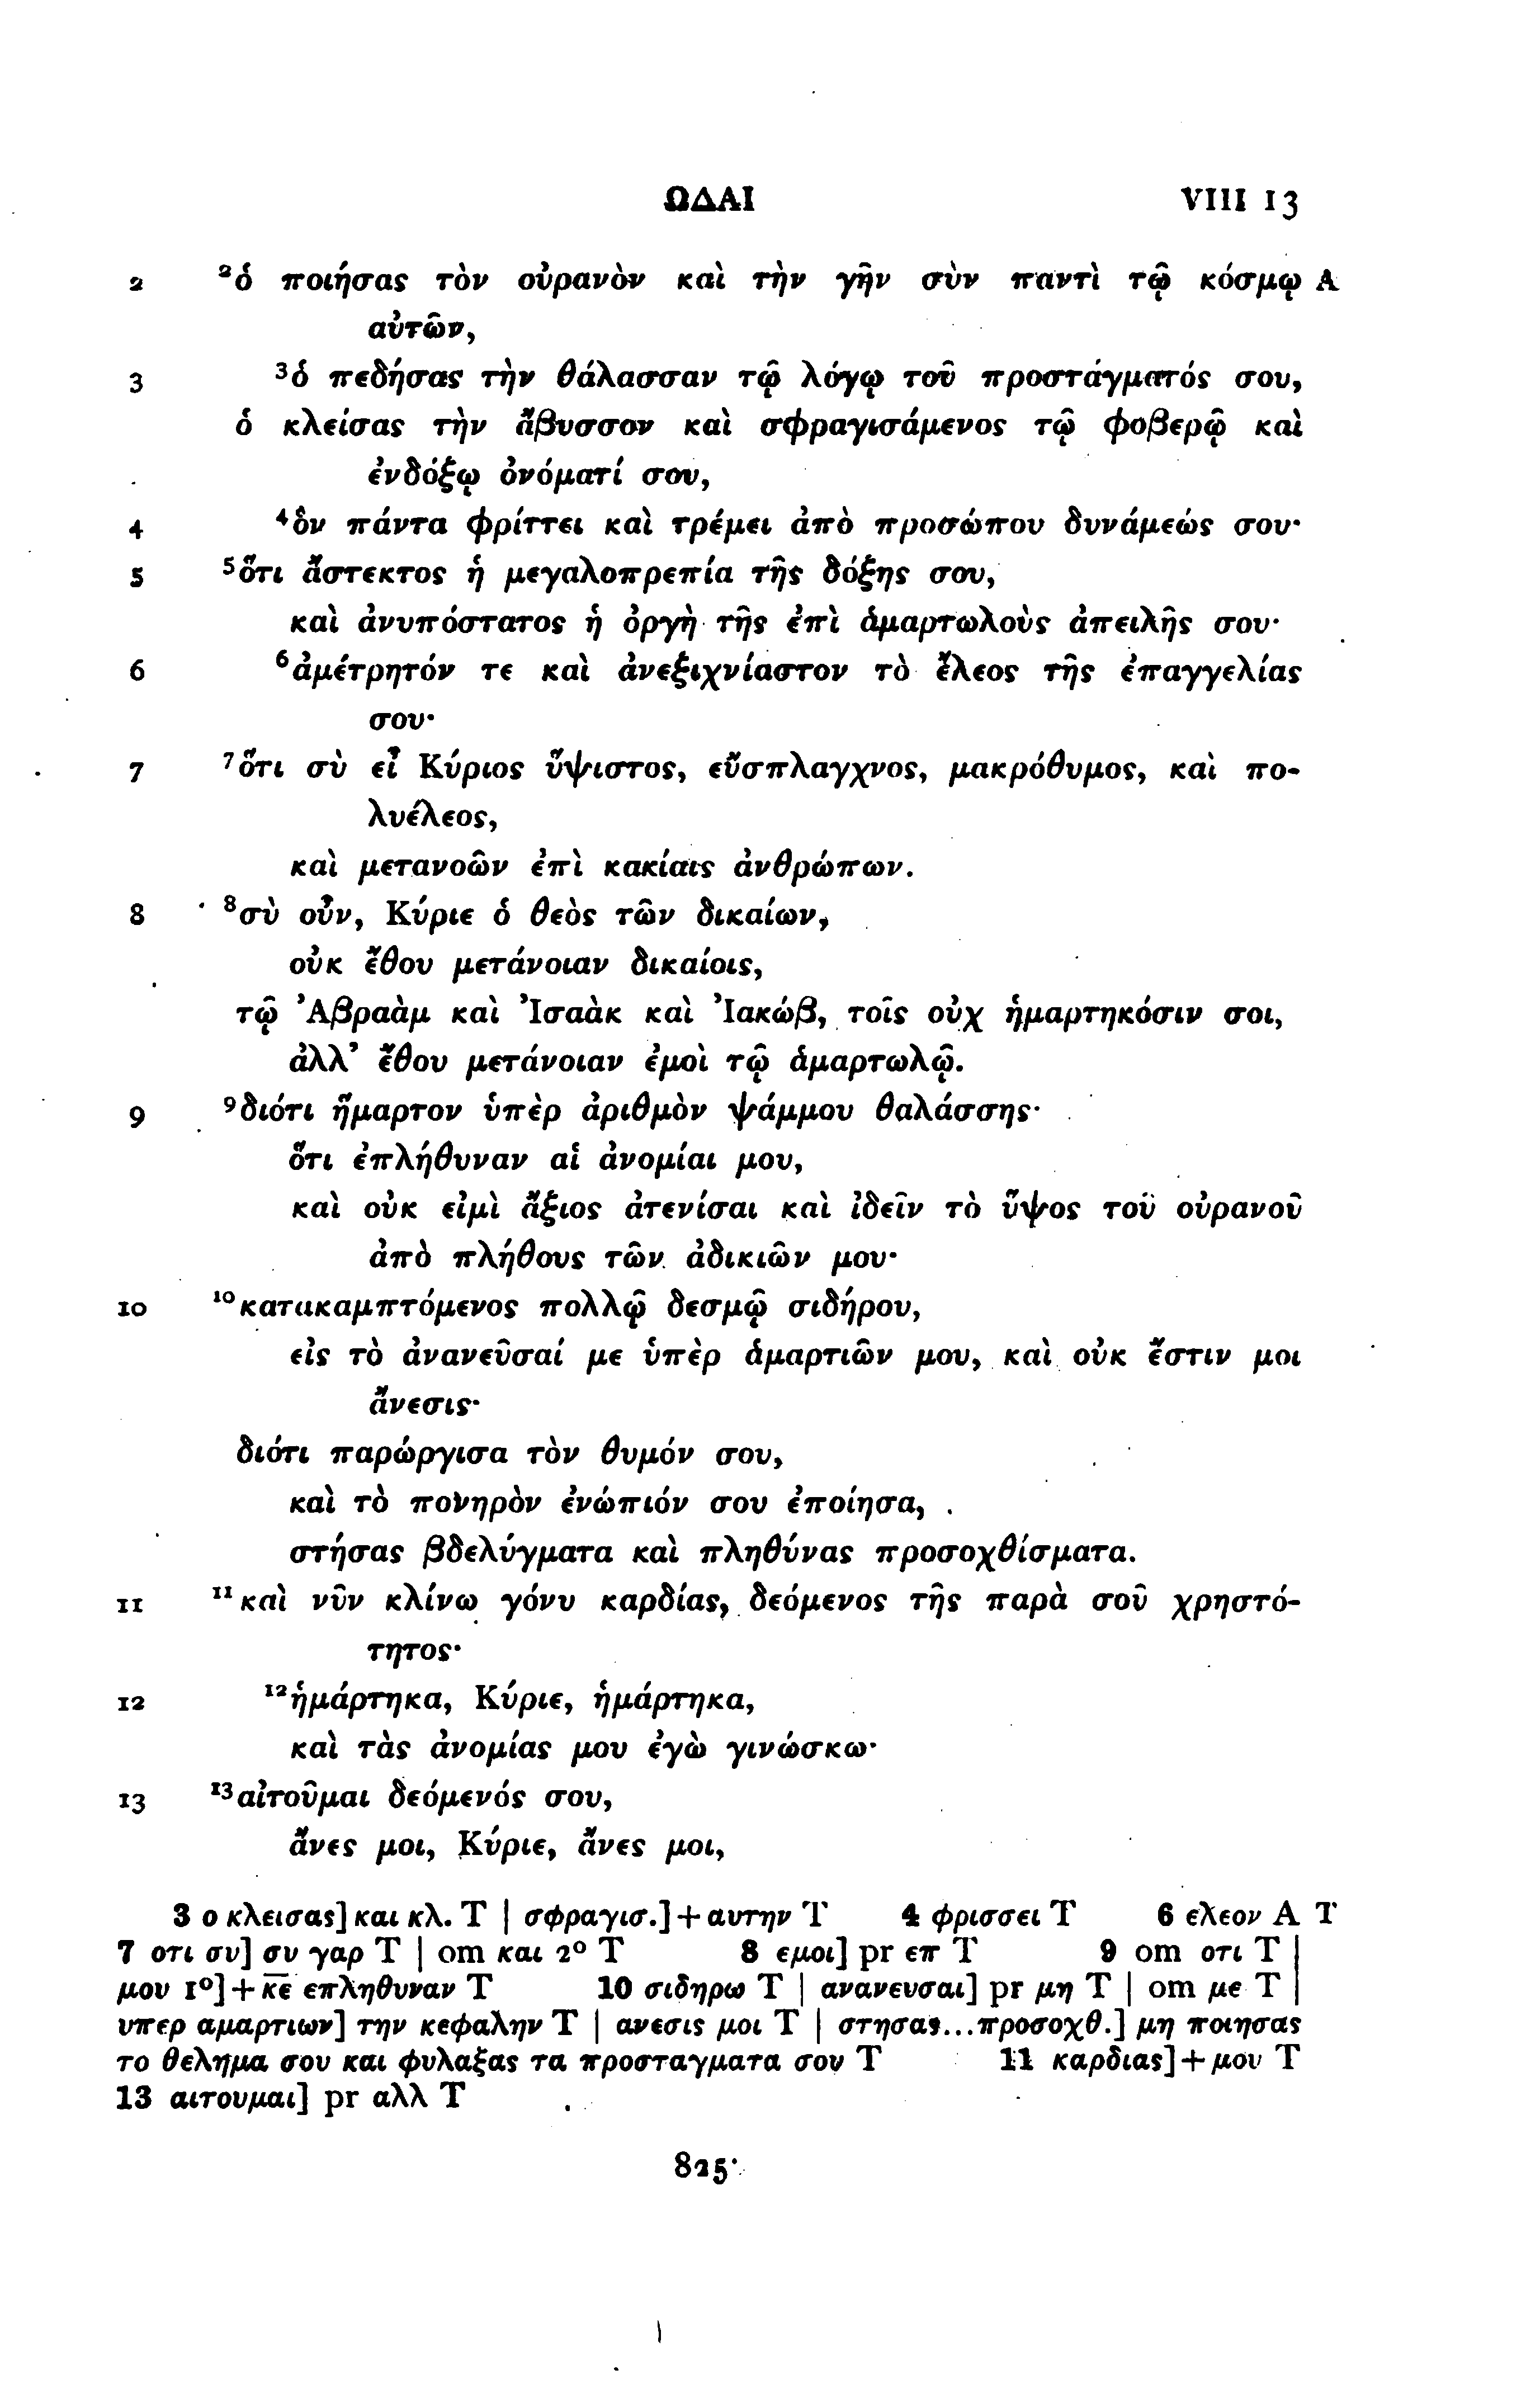 ΩΔΑΙ VIII 13
2 ²ὁ ποιήσας τὸν οὐρανὸν καὶ τὴν γῆν σὺν παντὶ τῷ κόσμῳ A
αὐτῶν,
3 ³ὁ πεδήσας τὴν θάλασσαν τῷ λόγῳ τοῦ προστάγματός σου,
ὁ κλείσας τὴν ἄβυσσον καὶ σφραγισάμενος τῷ φοβερῷ καὶ
ἐνδόξῳ ὀνόματί σου,
4 ⁴ὃν πάντα φρίττει καὶ τρέμει ἀπὸ προσώπου δυνάμεώς σου·
5 ⁵ὅτι ἄστεκτος ἡ μεγαλοπρεπία τῆς δόξης σου,
καὶ ἀνυπόστατος ἡ ὀργὴ τῆς ἐπὶ ἁμαρτωλοὺς ἀπειλῆς σου·
6 ⁶ἀμέτρητόν τε καὶ ἀνεξιχνίαστον τὸ ἔλεος τῆς ἐπαγγελίας
σου·
7 ⁷ὅτι σὺ εἶ Κύριος ὕψιστος, εὔσπλαγχνος, μακρόθυμος, καὶ πο-
λυέλεος,
καὶ μετανοῶν ἐπὶ κακίαις ἀνθρώπων.
8 ⁸σὺ οὖν, Κύριε ὁ θεὸς τῶν δικαίων,
οὐκ ἔθου μετάνοιαν δικαίοις,
τῷ Ἀβραὰμ καὶ Ἰσαὰκ καὶ Ἰακώβ, τοῖς οὐχ ἡμαρτηκόσιν σοι,
ἀλλ’ ἔθου μετάνοιαν ἐμοὶ τῷ ἁμαρτωλῷ.
9 ⁹διότι ἥμαρτον ὑπὲρ ἀριθμὸν ψάμμου θαλάσσης·
ὅτι ἐπλήθυναν αἱ ἀνομίαι μου,
καὶ οὐκ εἰμὶ ἄξιος ἀτενίσαι καὶ ἰδεῖν τὸ ὕψος τοῦ οὐρανοῦ
ἀπὸ πλήθους τῶν ἀδικιῶν μου·
10 ¹⁰κατακαμπτόμενος πολλῷ δεσμῷ σιδήρου,
εἰς τὸ ἀνανεῦσαί με ὑπὲρ ἁμαρτιῶν μου, καὶ οὐκ ἔστιν μοι
ἄνεσις·
διότι παρώργισα τὸν θυμόν σου,
καὶ τὸ πονηρὸν ἐνώπιόν σου ἐποίησα,
στήσας βδελύγματα καὶ πληθύνας προσοχθίσματα.
11 ¹¹καὶ νῦν κλίνω γόνυ καρδίας, δεόμενος τῆς παρὰ σοῦ χρηστό-
τητος·
12 ¹²ἡμάρτηκα, Κύριε, ἡμάρτηκα,
καὶ τὰς ἀνομίας μου ἐγὼ γινώσκω·
13 ¹³αἰτοῦμαι δεόμενός σου,
ἄνες μοι, Κύριε, ἄνες μοι,
3 ο κλεισας] και κλ. T | σφραγισ.]+αυτην T 4 φρισσει T 6 ελεον A T
7 οτι συ] συ γαρ T | om και 2° T 8 εμοι] pr επ T 9 om οτι T |
μου 1°]+κ̅ε̅ επληθυναν T 10 σιδηρω T | ανανευσαι] pr μη T | om με T |
υπερ αμαρτιων] την κεφαλην T | ανεσις μοι T | στησας...προσοχθ.] μη ποιησας
το θελημα σου και φυλαξας τα προσταγματα σου T 11 καρδιας]+μου T
13 αιτουμαι] pr αλλ T
825